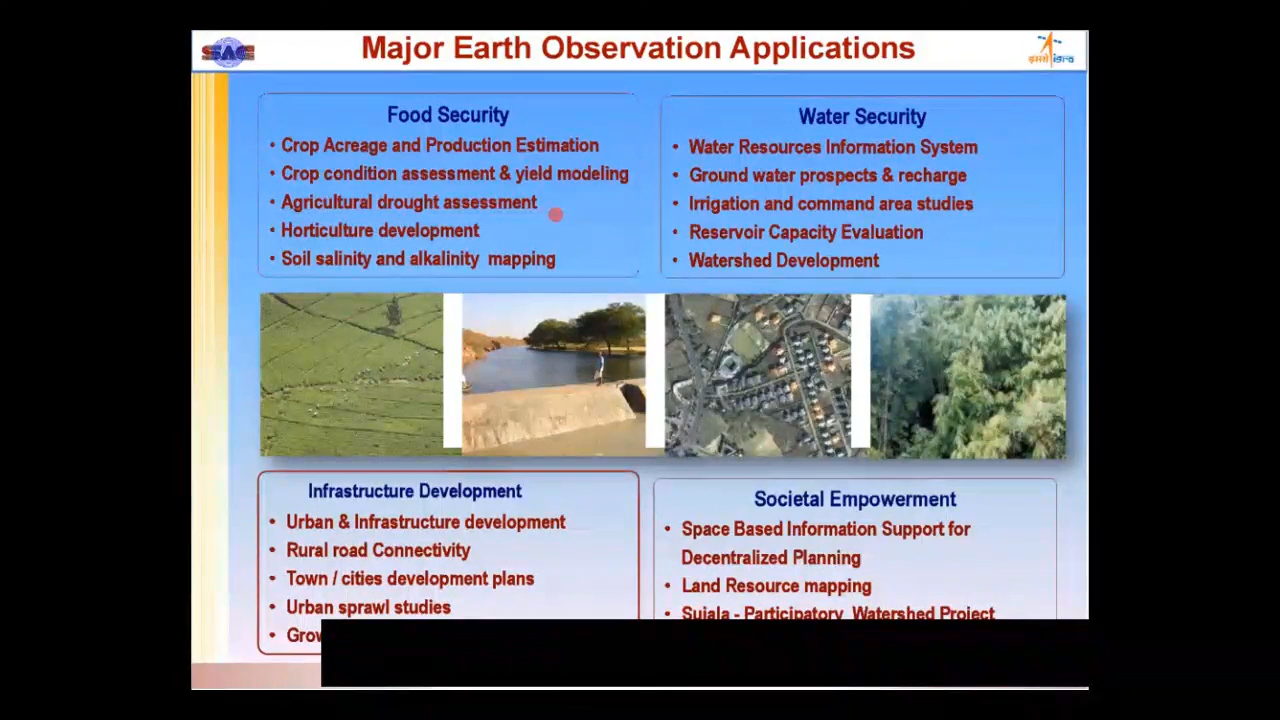 SAC
Major Earth Observation Applications
इसरो isro
Food Security
• Crop Acreage and Production Estimation
• Crop condition assessment & yield modeling
• Agricultural drought assessment
• Horticulture development
• Soil salinity and alkalinity mapping
Water Security
• Water Resources Information System
• Ground water prospects & recharge
• Irrigation and command area studies
• Reservoir Capacity Evaluation
• Watershed Development
Infrastructure Development
• Urban & Infrastructure development
• Rural road Connectivity
• Town / cities development plans
• Urban sprawl studies
•
Societal Empowerment
• Space Based Information Support for
Decentralized Planning
• Land Resource mapping
• Sujala - Participatory Watershed Project